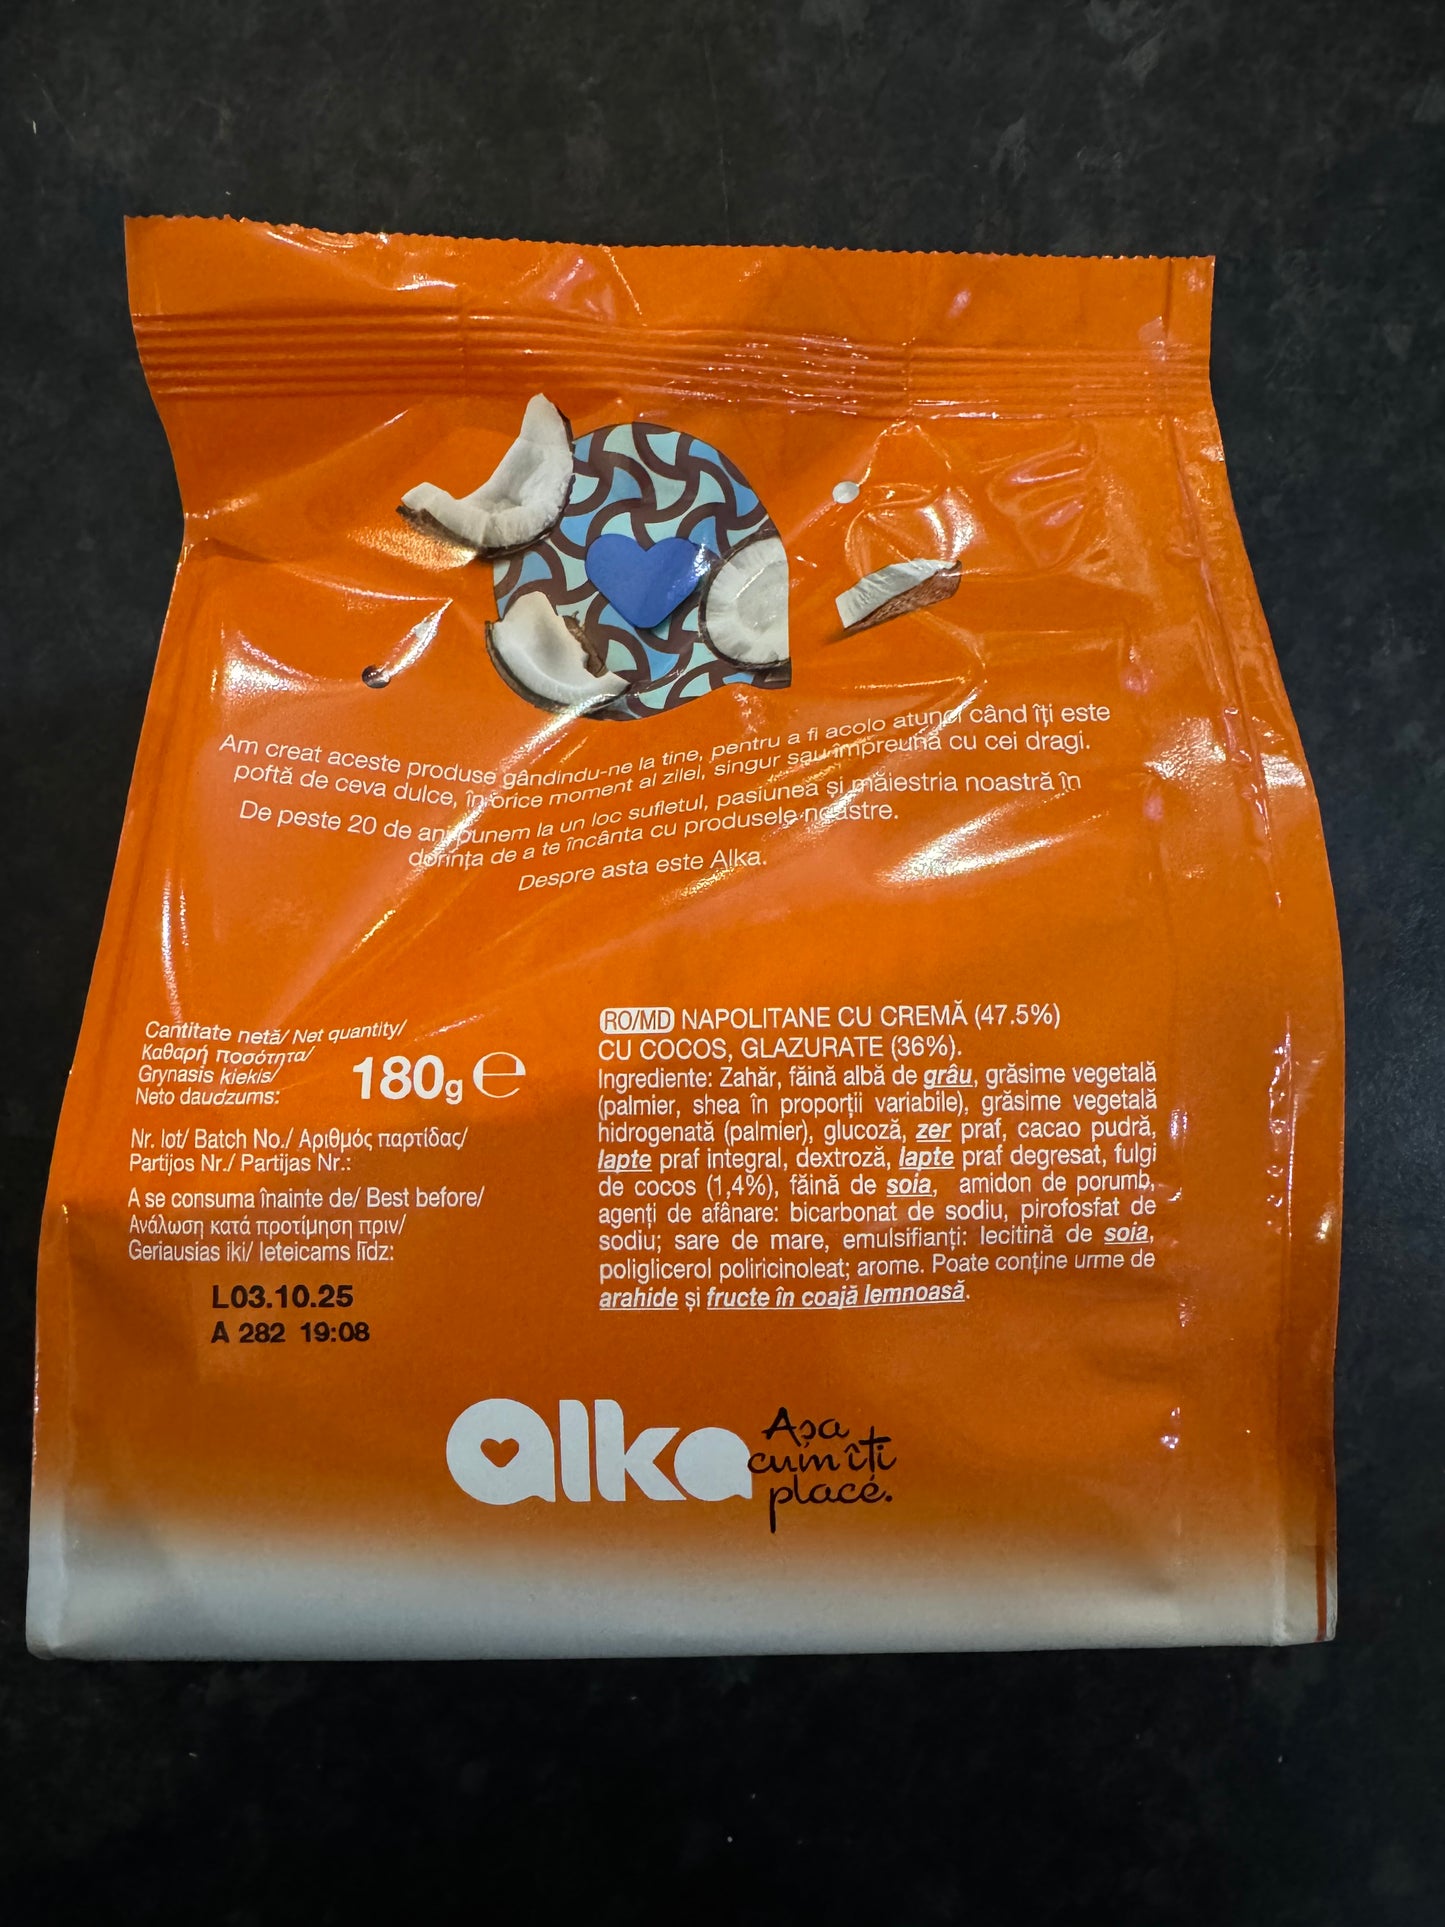 Am creat aceste produse gândindu-ne la tine, pentru a fi acolo atunci când îți este
poftă de ceva dulce, în orice moment al zilei, singur sau împreună cu cei dragi.
De peste 20 de ani punem la un loc sufletul, pasiunea și măiestria noastră în
dorința de a te încânta cu produsele noastre.
Despre asta este Alka.
Cantitate netă/ Net quantity/
Καθαρή ποσότητα/
Grynasis kiekis/
Neto daudzums:
180g ℮
Nr. lot/ Batch No./ Αριθμός παρτίδας/
Partijos Nr./ Partijas Nr.:
A se consuma înainte de/ Best before/
Ανάλωση κατά προτίμηση πριν/
Geriausias iki/ Ieteicams līdz:
L03.10.25
A 282 19:08
RO/MD NAPOLITANE CU CREMĂ (47.5%)
CU COCOS, GLAZURATE (36%).
Ingrediente: Zahăr, făină albă de grâu, grăsime vegetală
(palmier, shea în proporții variabile), grăsime vegetală
hidrogenată (palmier), glucoză, zer praf, cacao pudră,
lapte praf integral, dextroză, lapte praf degresat, fulgi
de cocos (1,4%), făină de soia, amidon de porumb,
agenți de afânare: bicarbonat de sodiu, pirofosfat de
sodiu; sare de mare, emulsifianți: lecitină de soia,
poliglicerol poliricinoleat; arome. Poate conține urme de
arahide și fructe în coajă lemnoasă.
alka
Așa
cum îți
place.